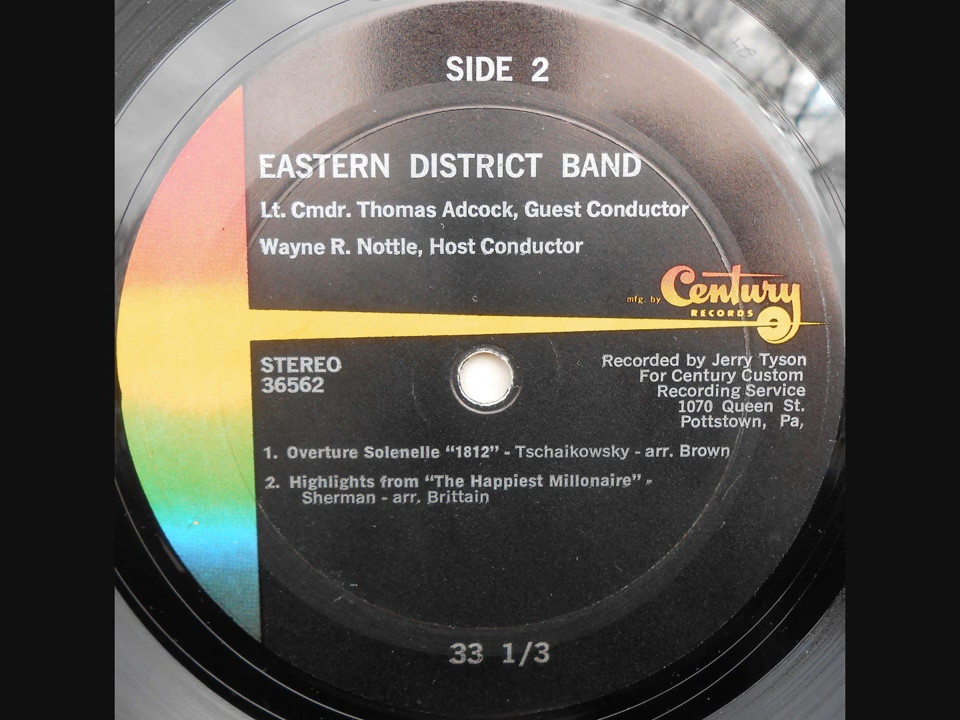 SIDE 2
EASTERN DISTRICT BAND
Lt. Cmdr. Thomas Adcock, Guest Conductor
Wayne R. Nottle, Host Conductor
mfg. by Century
RECORDS
STEREO
36562
Recorded by Jerry Tyson
For Century Custom
Recording Service
1070 Queen St.
Pottstown, Pa,
1. Overture Solenelle “1812” - Tschaikowsky - arr. Brown
2. Highlights from “The Happiest Millonaire” -
Sherman - arr. Brittain
33 1/3